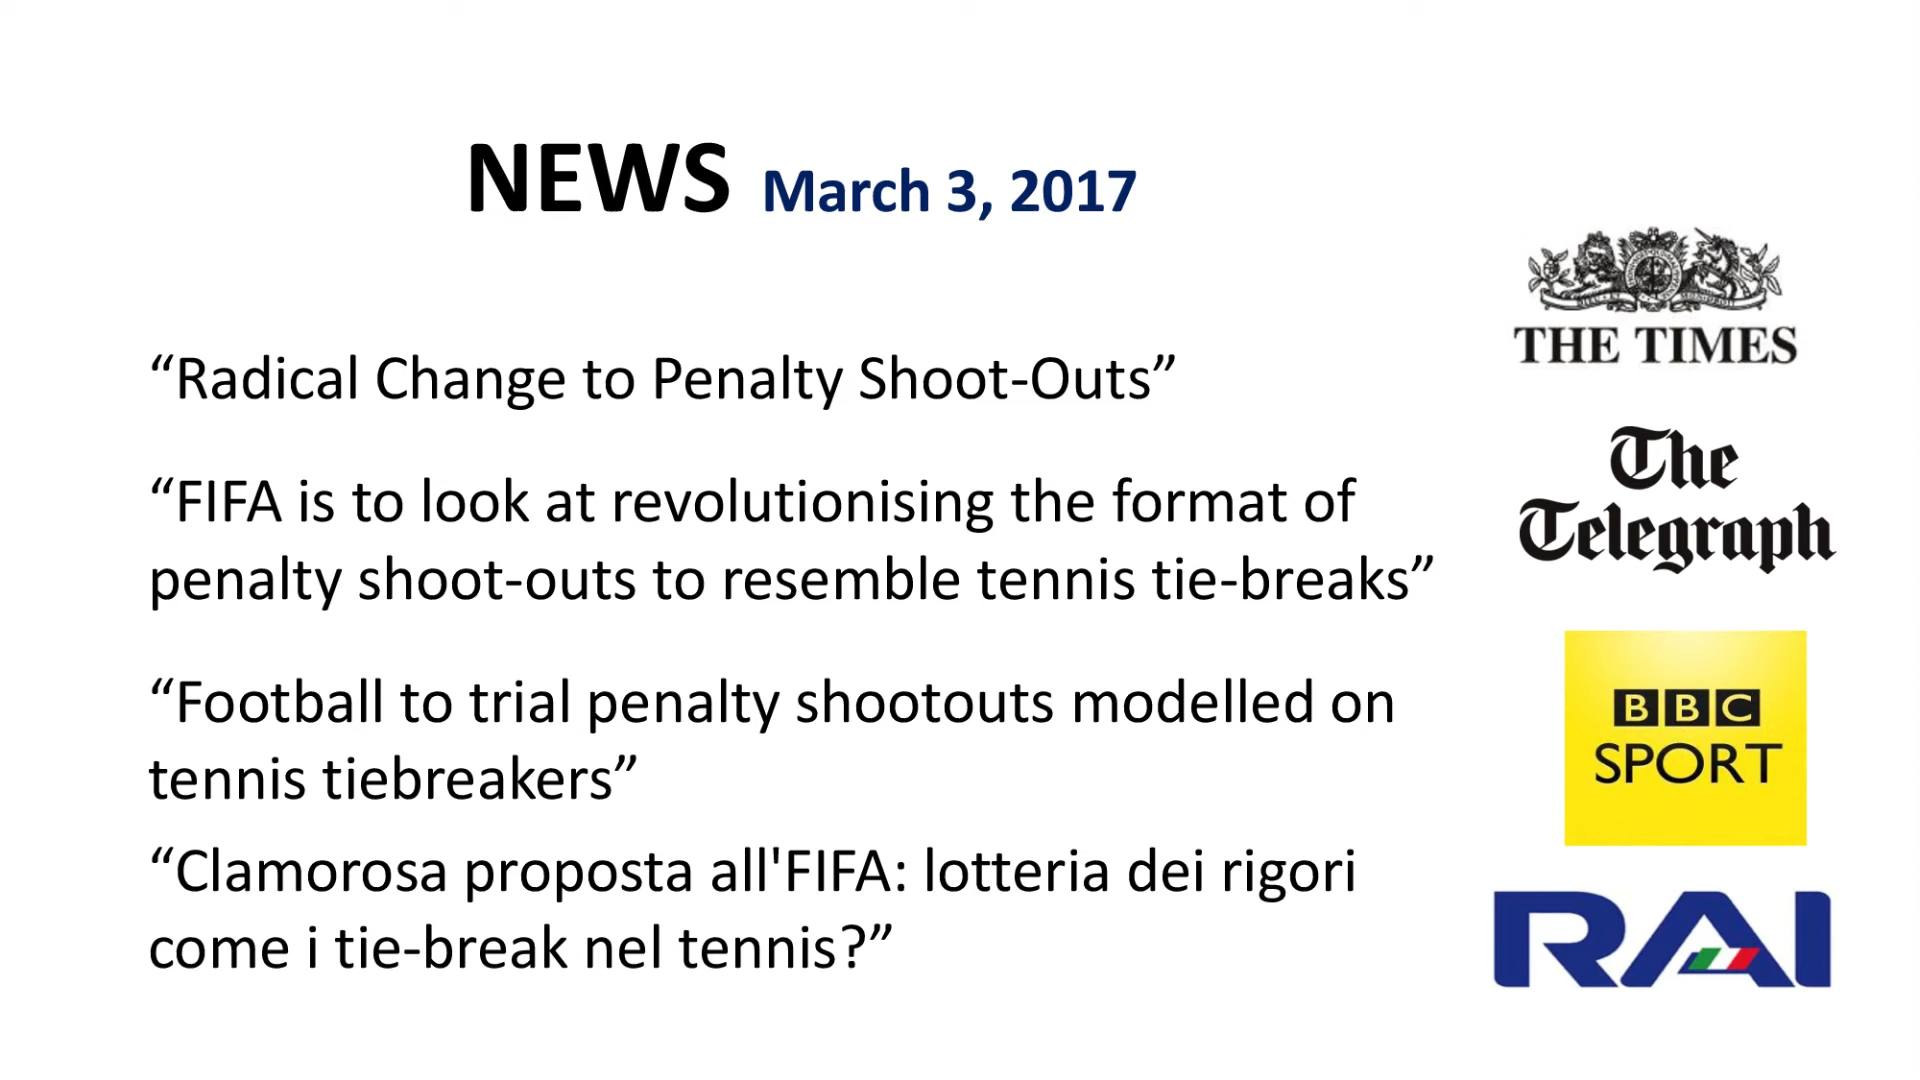 NEWS March 3, 2017
THE TIMES
“Radical Change to Penalty Shoot-Outs”
The
Telegraph
“FIFA is to look at revolutionising the format of
penalty shoot-outs to resemble tennis tie-breaks”
BBC
SPORT
“Football to trial penalty shootouts modelled on
tennis tiebreakers”
“Clamorosa proposta all'FIFA: lotteria dei rigori
come i tie-break nel tennis?”
RAI